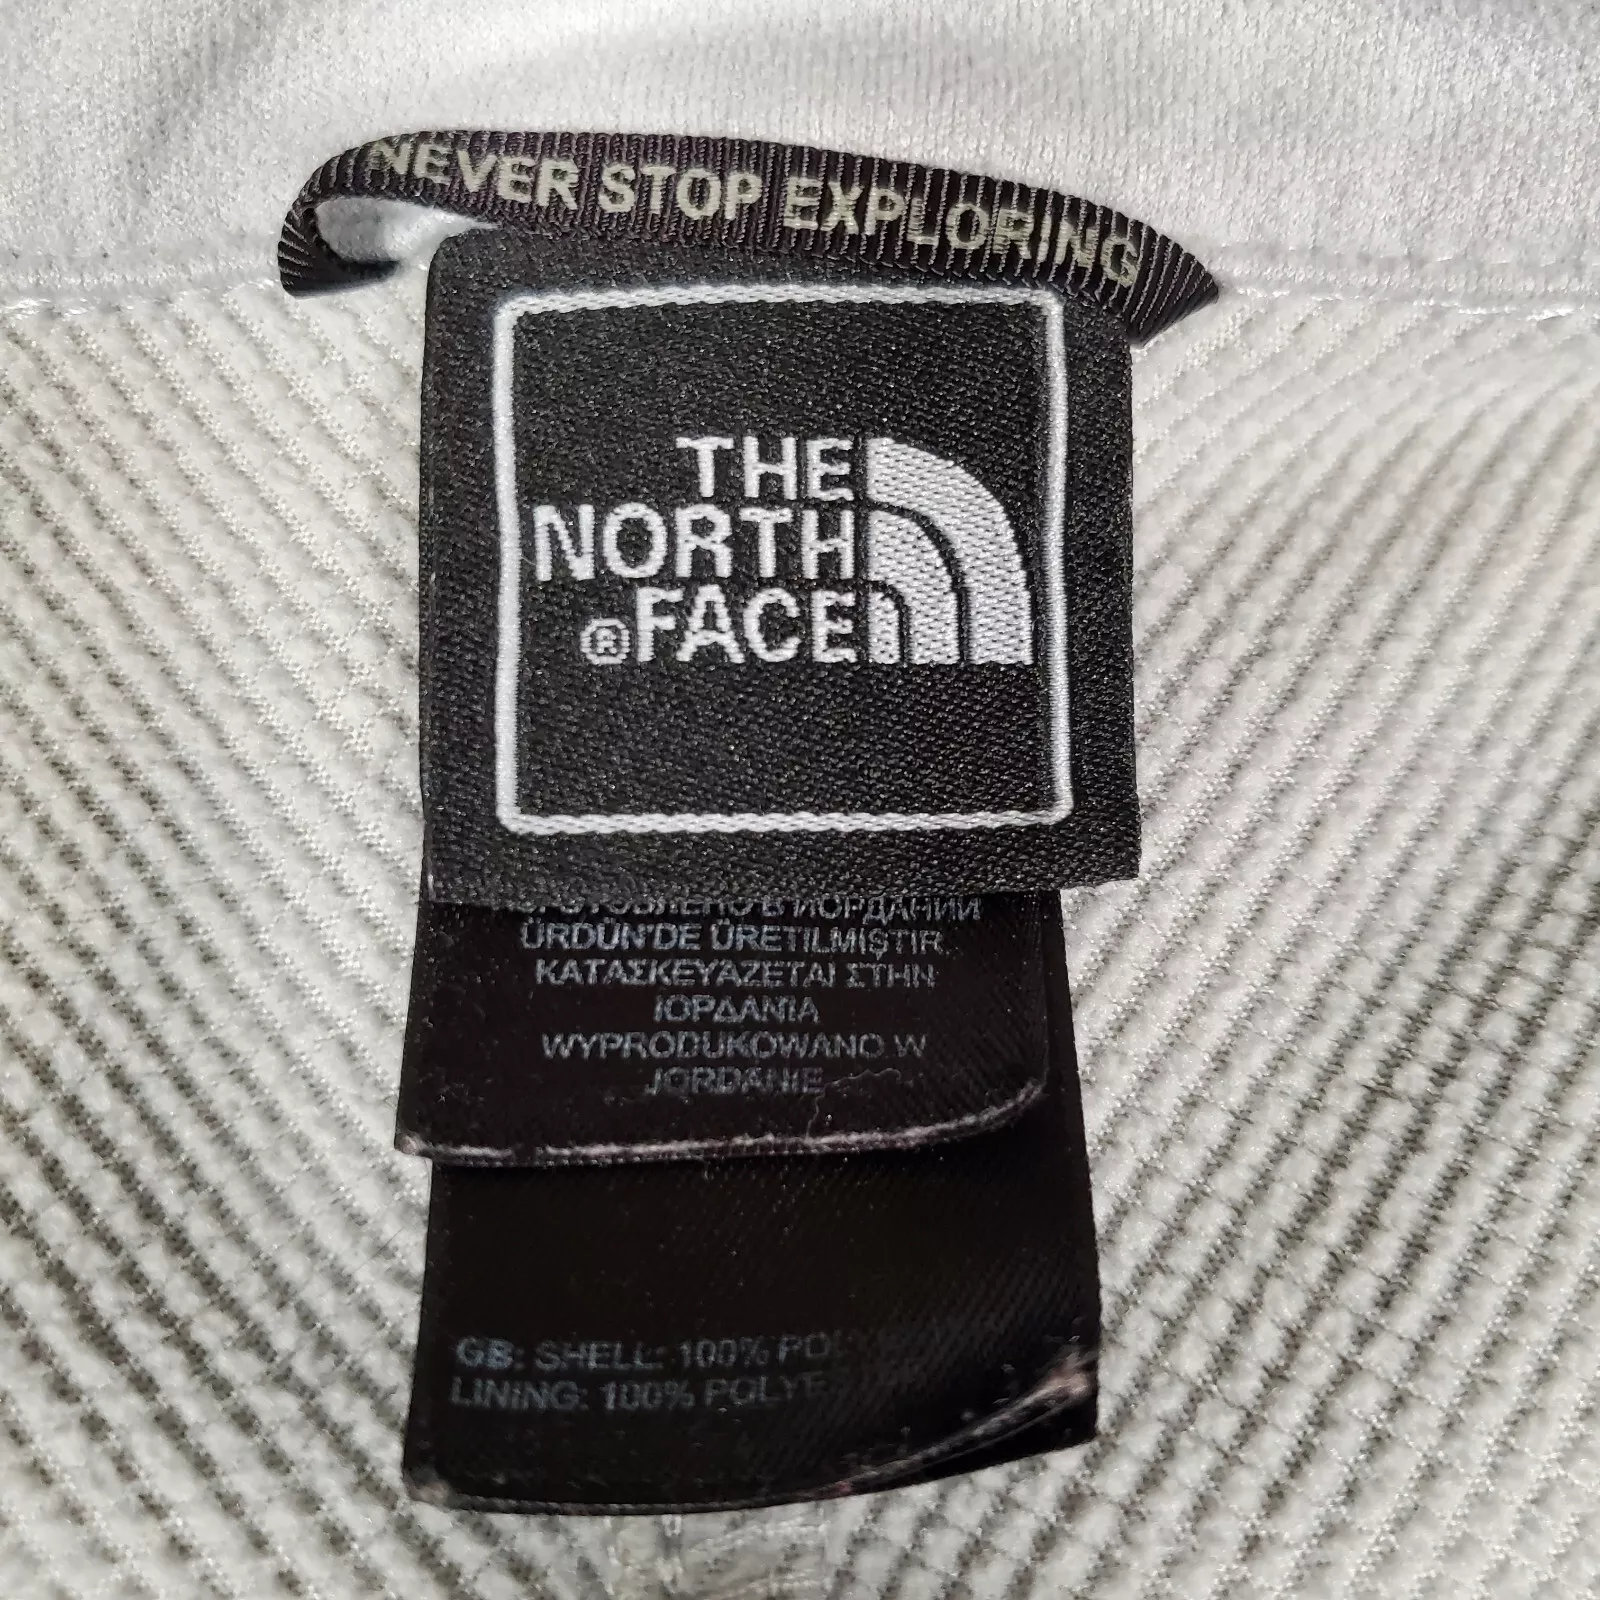 NEVER STOP EXPLORING
THE
NORTH
®FACE
В ИОРДАНИИ
ÜRDÜN'DE ÜRETILMIŞTIR
ΚΑΤΑΣΚΕΥΑΖΕΤΑΙ ΣΤΗΝ
ΙΟΡΔΑΝΙΑ
WYPRODUKOWANO W
JORDANIE
GB: SHELL: 100%
LINING: 100%